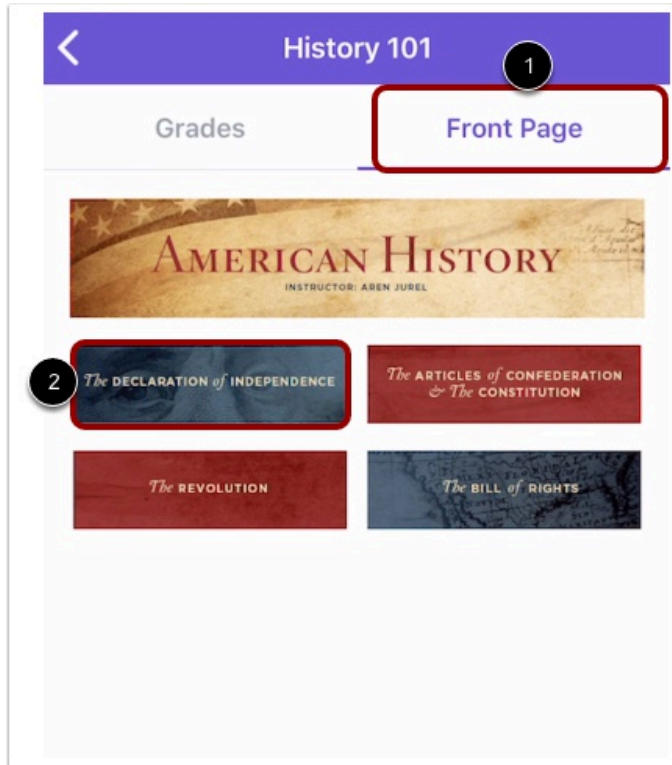 History 101
1
Grades
Front Page
AMERICAN HISTORY
INSTRUCTOR: AREN JUREL
2
The DECLARATION of INDEPENDENCE
The ARTICLES of CONFEDERATION
& The CONSTITUTION
The REVOLUTION
The BILL of RIGHTS